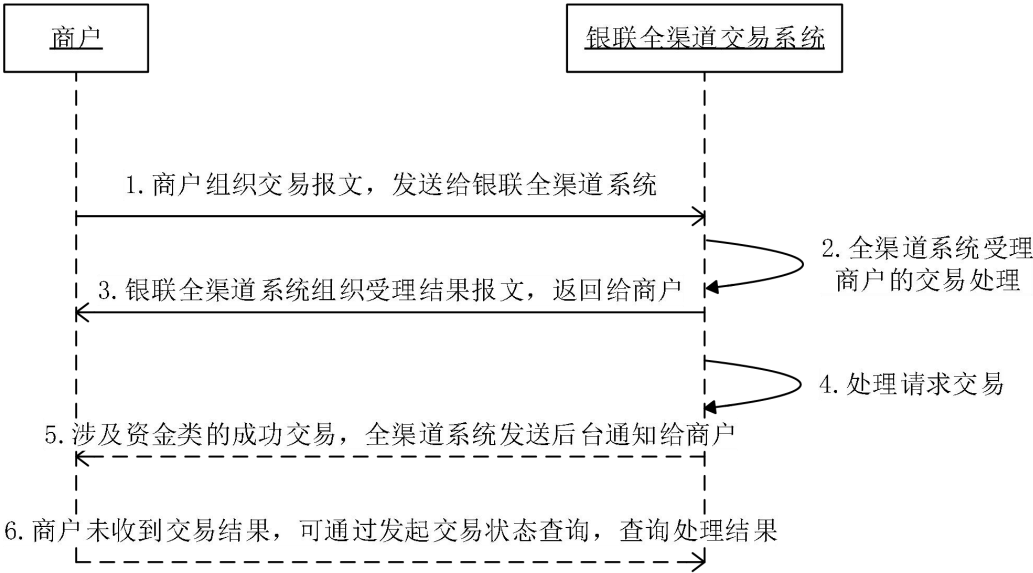 商户
银联全渠道交易系统
1.商户组织交易报文，发送给银联全渠道系统
2.全渠道系统受理
商户的交易处理
3.银联全渠道系统组织受理结果报文，返回给商户
4.处理请求交易
5.涉及资金类的成功交易，全渠道系统发送后台通知给商户
6.商户未收到交易结果，可通过发起交易状态查询，查询处理结果